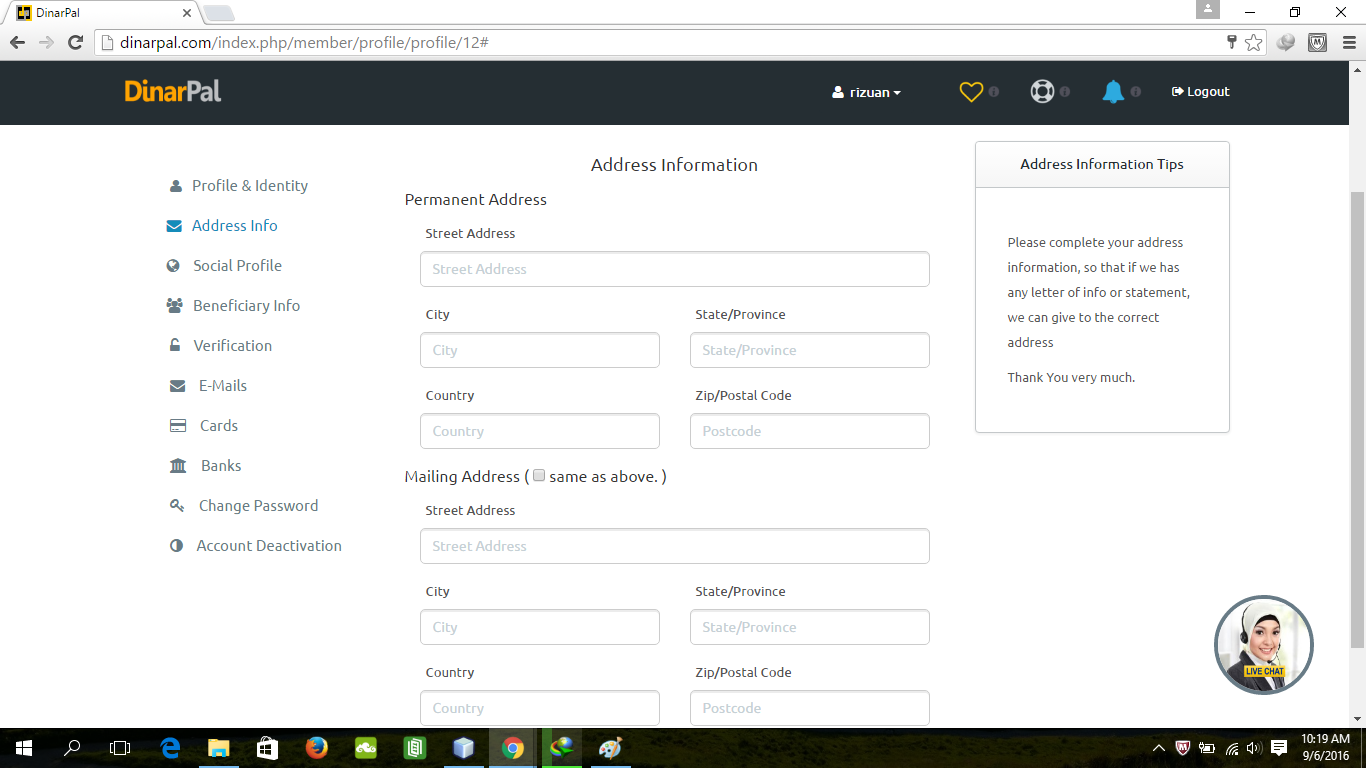 DinarPal
dinarpal.com/index.php/member/profile/profile/12#
DinarPal
rizuan
Logout
Profile & Identity
Address Info
Social Profile
Beneficiary Info
Verification
E-Mails
Cards
Banks
Change Password
Account Deactivation
Address Information
Permanent Address
Street Address
Street Address
City State/Province
City State/Province
Country Zip/Postal Code
Country Postcode
Mailing Address ( same as above. )
Street Address
Street Address
City State/Province
City State/Province
Country Zip/Postal Code
Country Postcode
Address Information Tips
Please complete your address
information, so that if we has
any letter of info or statement,
we can give to the correct
address
Thank You very much.
LIVE CHAT
10:19 AM
9/6/2016